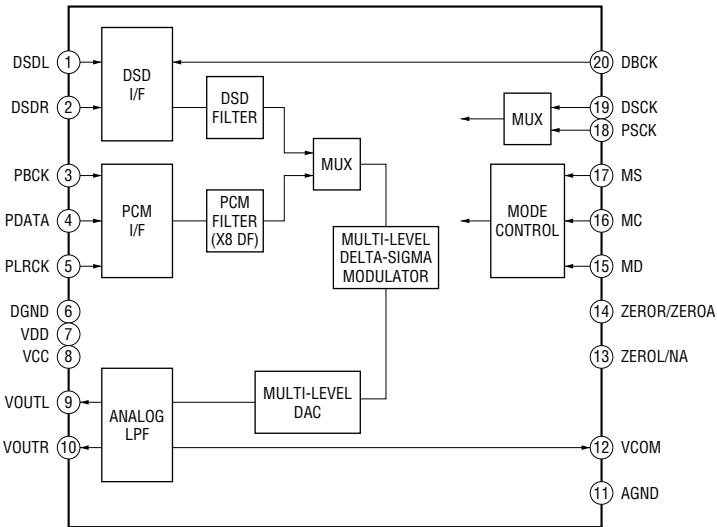 DSDL 1
DSDR 2
PBCK 3
PDATA 4
PLRCK 5
DGND 6
VDD 7
VCC 8
VOUTL 9
VOUTR 10
DSD
I/F
PCM
I/F
ANALOG
LPF
DSD
FILTER
PCM
FILTER
(X8 DF)
MUX
MULTI-LEVEL
DELTA-SIGMA
MODULATOR
MULTI-LEVEL
DAC
MUX
MODE
CONTROL
20 DBCK
19 DSCK
18 PSCK
17 MS
16 MC
15 MD
14 ZEROR/ZEROA
13 ZEROL/NA
12 VCOM
11 AGND